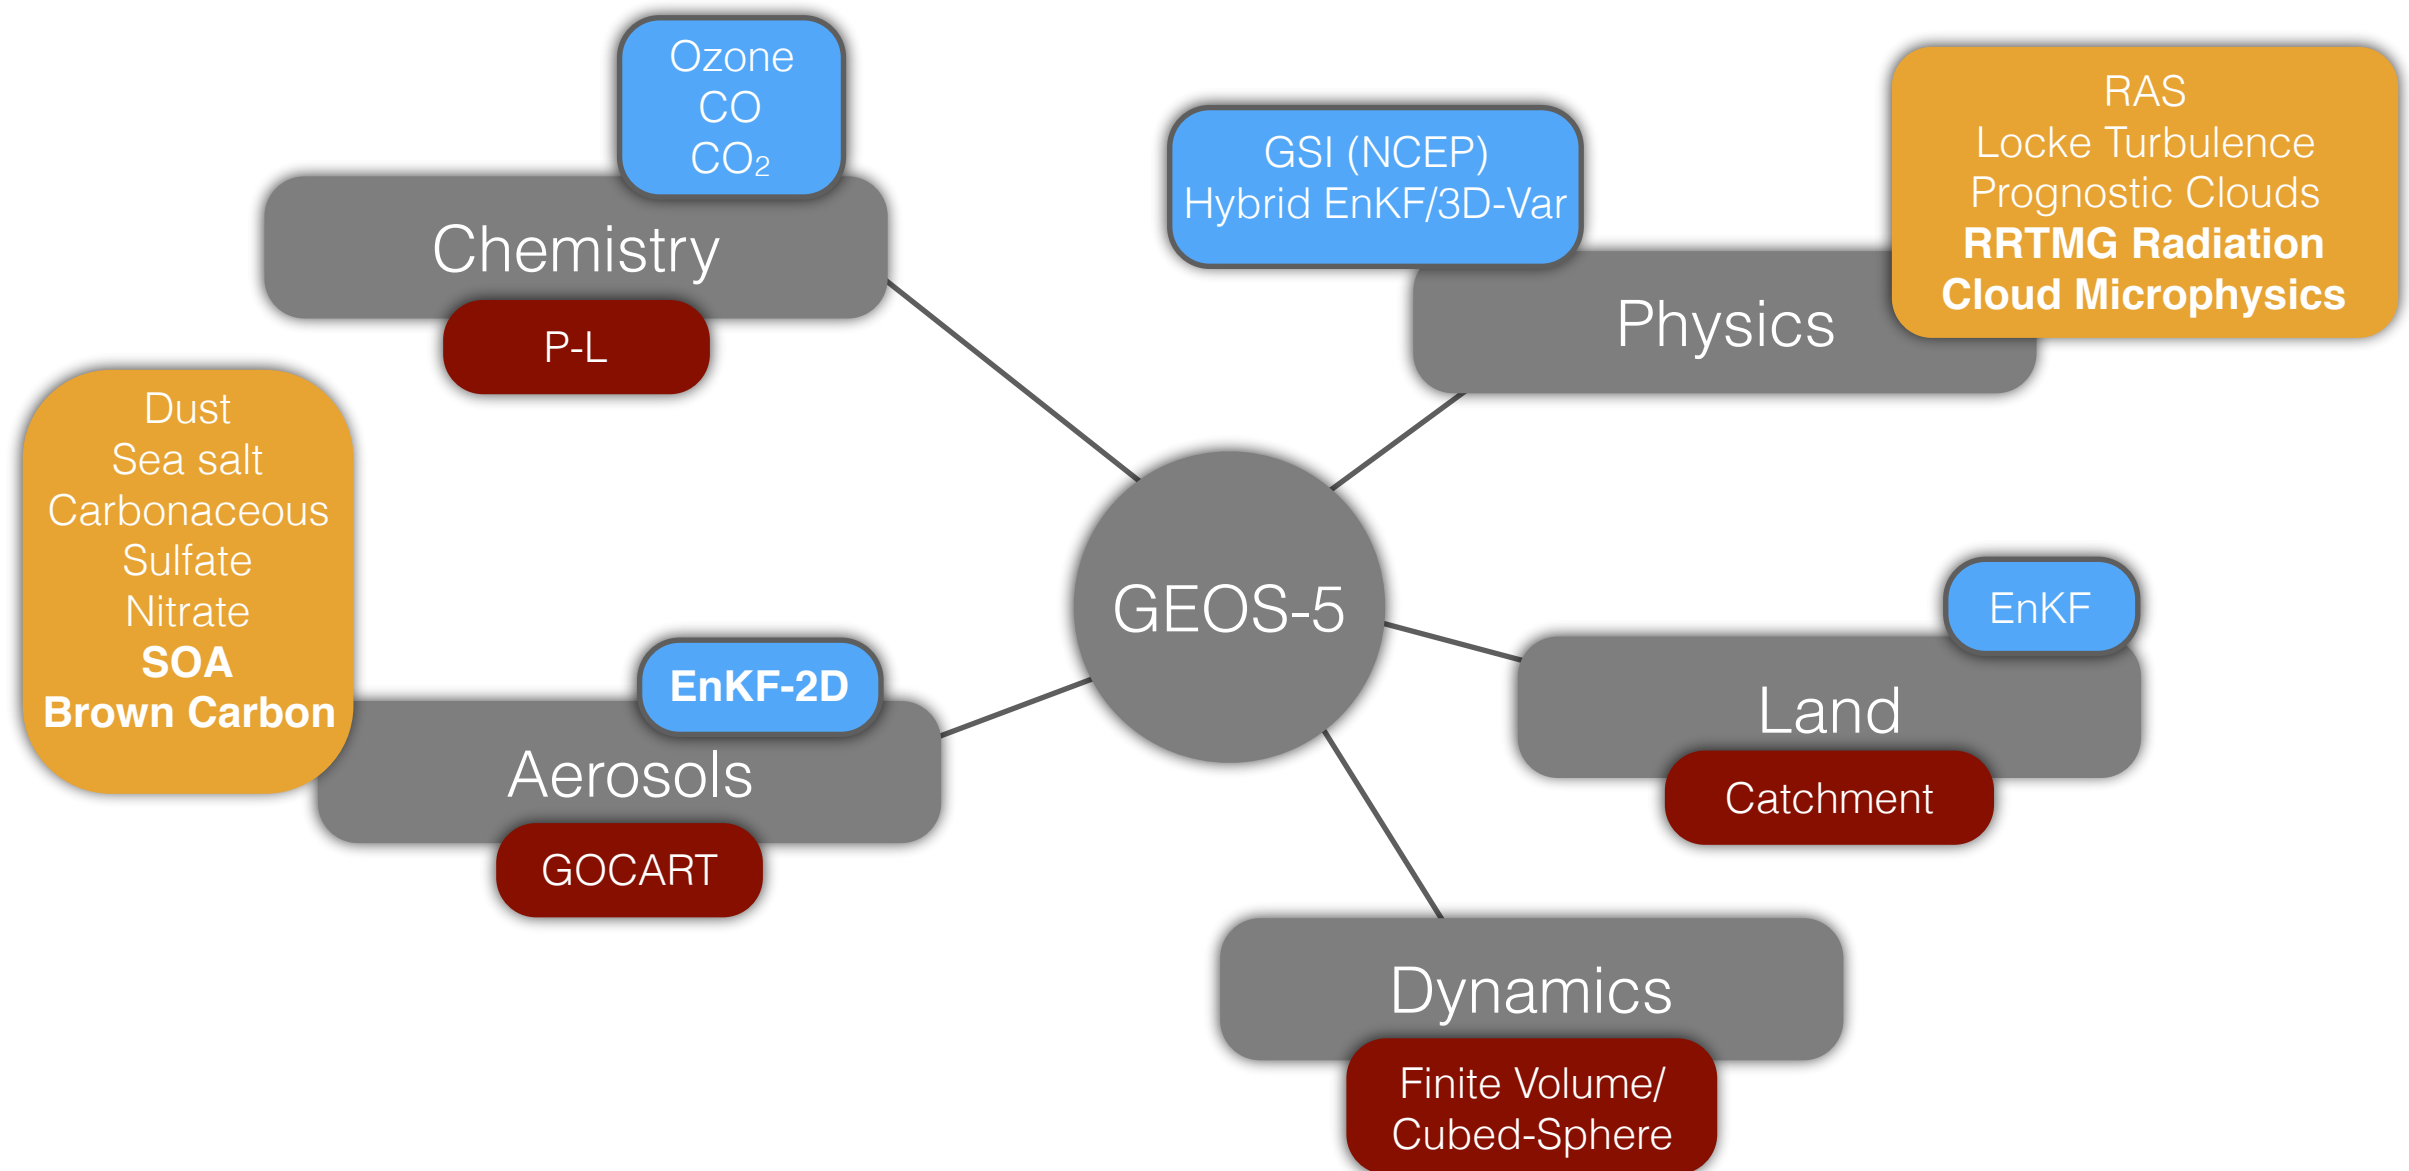 Ozone
CO
CO₂
Chemistry
P-L
GSI (NCEP)
Hybrid EnKF/3D-Var
RAS
Locke Turbulence
Prognostic Clouds
RRTMG Radiation
Cloud Microphysics
Physics
Dust
Sea salt
Carbonaceous
Sulfate
Nitrate
SOA
Brown Carbon
EnKF-2D
Aerosols
GOCART
GEOS-5
EnKF
Land
Catchment
Dynamics
Finite Volume/
Cubed-Sphere